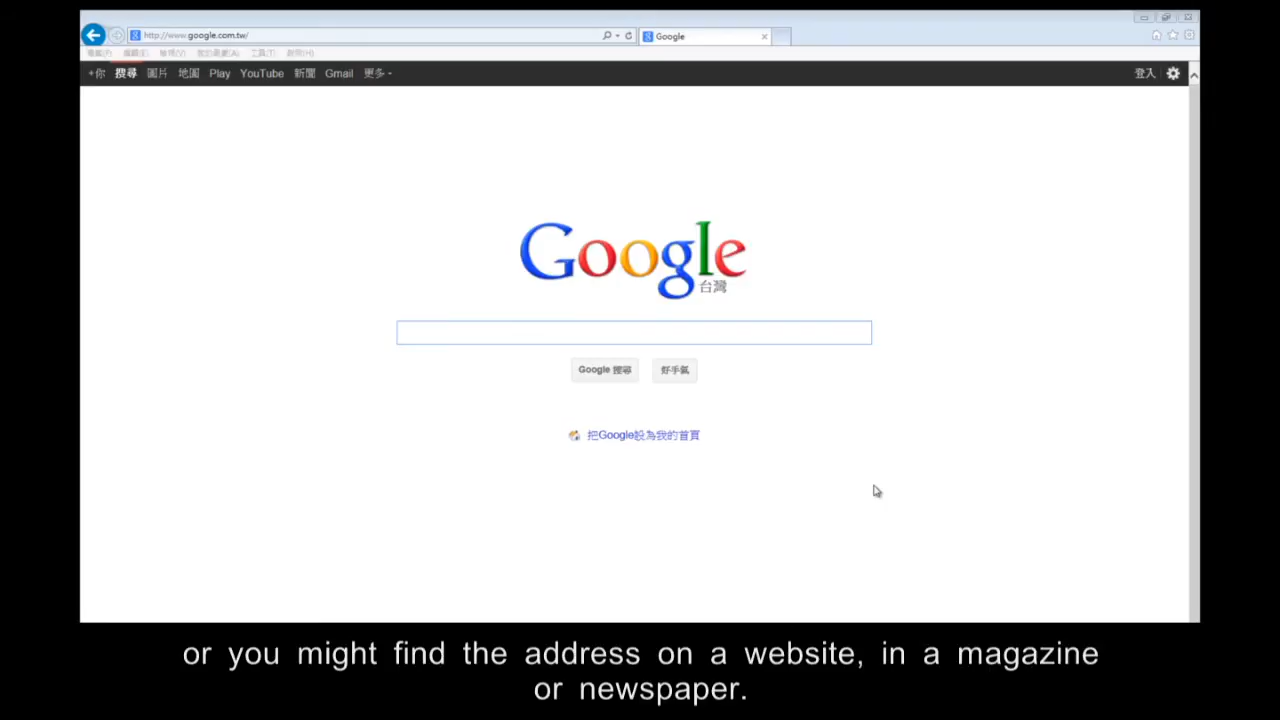 http://www.google.com.tw/
Google
檔案(F) 編輯(E) 檢視(V) 我的最愛(A) 工具(T) 說明(H)
+你 搜尋 圖片 地圖 Play YouTube 新聞 Gmail 更多
登入
Google
台灣
Google 搜尋 好手氣
把Google設為我的首頁
or you might find the address on a website, in a magazine
or newspaper.